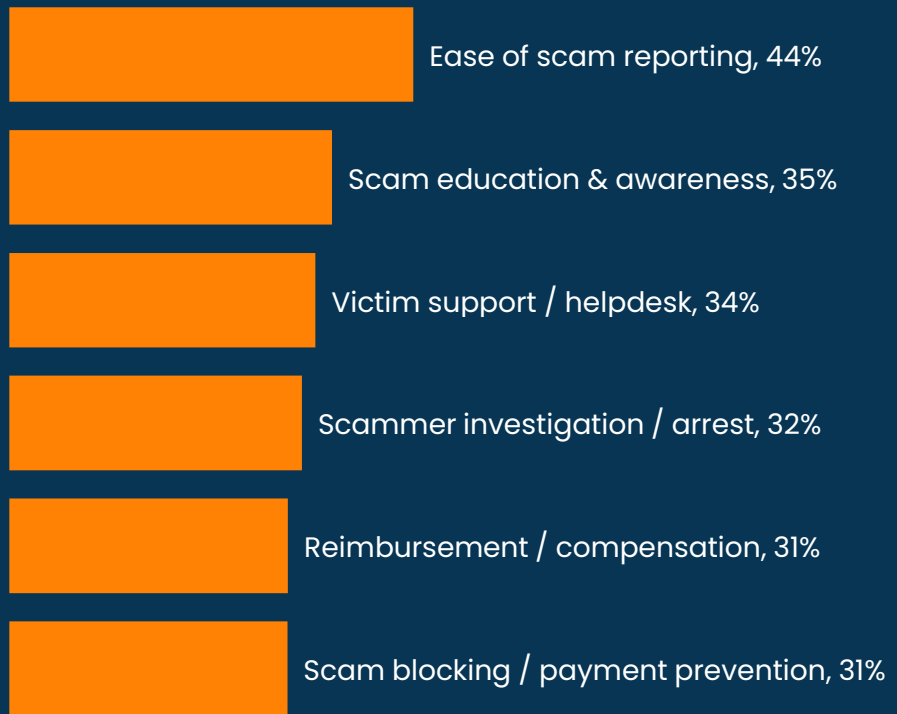 Ease of scam reporting, 44%
Scam education & awareness, 35%
Victim support / helpdesk, 34%
Scammer investigation / arrest, 32%
Reimbursement / compensation, 31%
Scam blocking / payment prevention, 31%